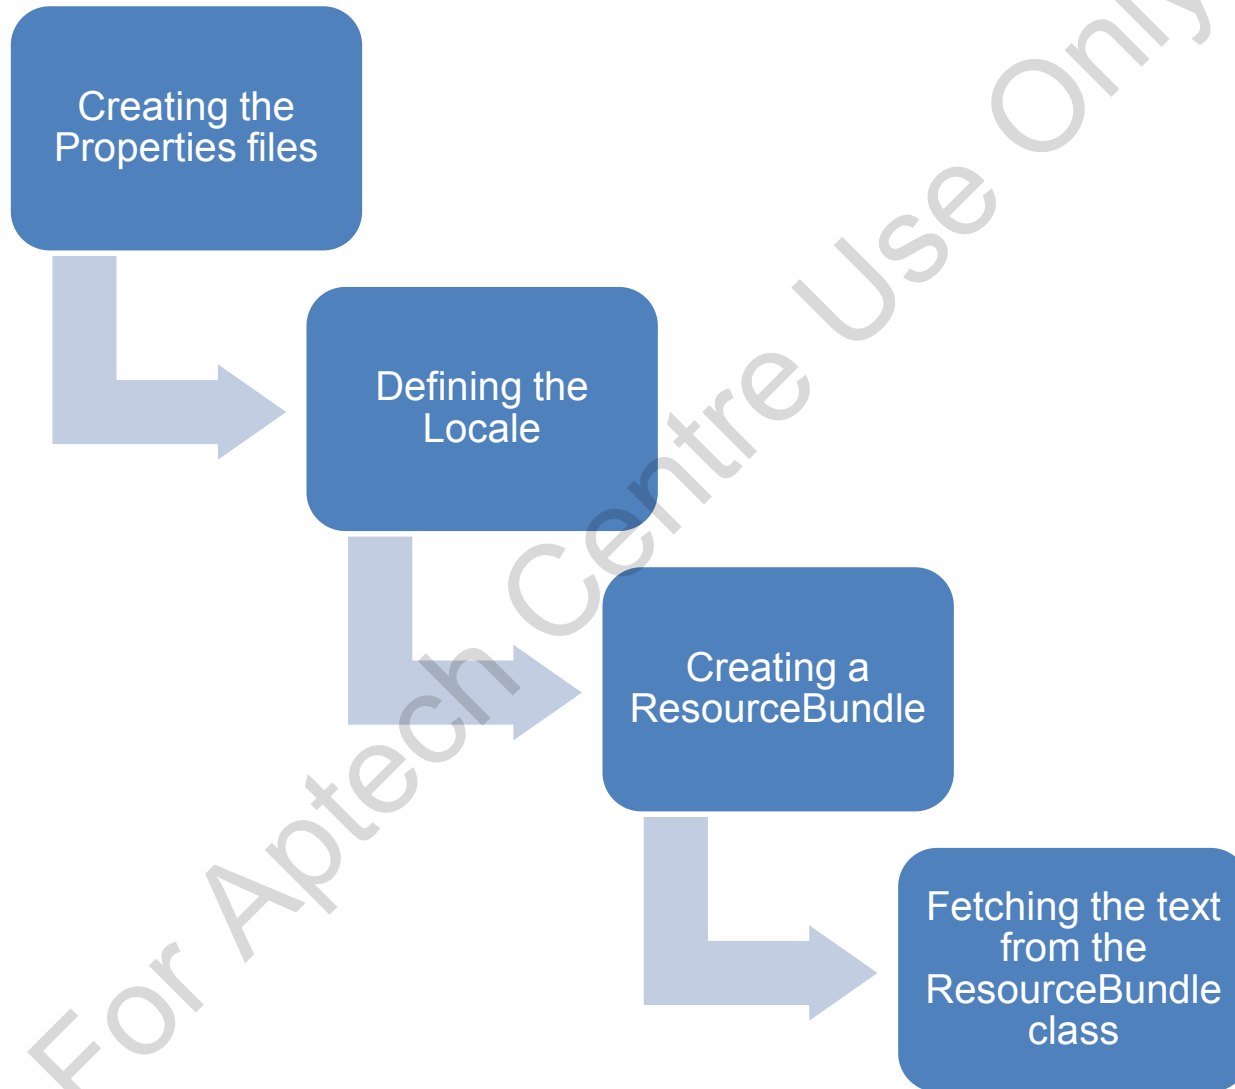 Creating the
Properties files
Defining the
Locale
Creating a
ResourceBundle
Fetching the text
from the
ResourceBundle
class
For Aptech Centre Use Only